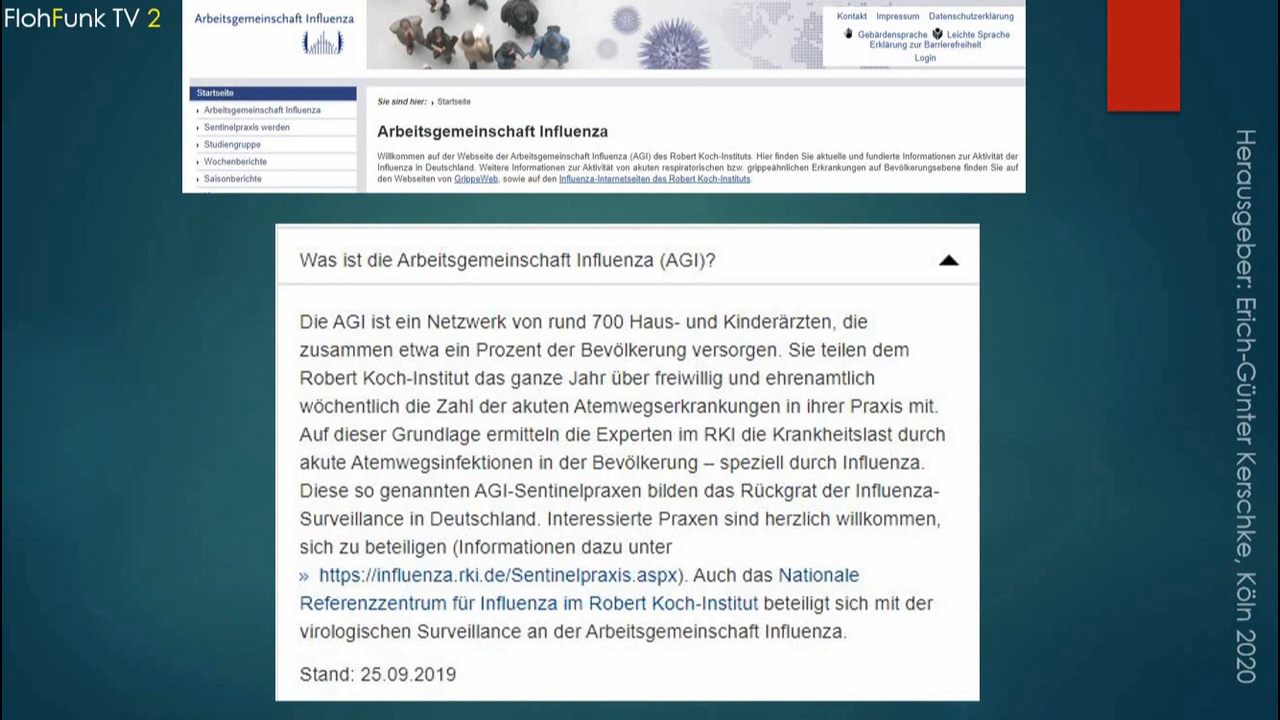 FlohFunk TV 2
Arbeitsgemeinschaft Influenza
Kontakt Impressum Datenschutzerklärung
Gebärdensprache Leichte Sprache
Erklärung zur Barrierefreiheit
Login
Startseite
Arbeitsgemeinschaft Influenza
Sentinelpraxis werden
Studiengruppe
Wochenberichte
Saisonberichte
Sie sind hier: › Startseite
Arbeitsgemeinschaft Influenza
Willkommen auf der Webseite der Arbeitsgemeinschaft Influenza (AGI) des Robert Koch-Instituts. Hier finden Sie aktuelle und fundierte Informationen zur Aktivität der
Influenza in Deutschland. Weitere Informationen zur Aktivität von akuten respiratorischen bzw. grippeähnlichen Erkrankungen auf Bevölkerungsebene finden Sie auf
den Webseiten von GrippeWeb, sowie auf den Influenza-Internetseiten des Robert Koch-Instituts.
Was ist die Arbeitsgemeinschaft Influenza (AGI)?
Die AGI ist ein Netzwerk von rund 700 Haus- und Kinderärzten, die
zusammen etwa ein Prozent der Bevölkerung versorgen. Sie teilen dem
Robert Koch-Institut das ganze Jahr über freiwillig und ehrenamtlich
wöchentlich die Zahl der akuten Atemwegserkrankungen in ihrer Praxis mit.
Auf dieser Grundlage ermitteln die Experten im RKI die Krankheitslast durch
akute Atemwegsinfektionen in der Bevölkerung – speziell durch Influenza.
Diese so genannten AGI-Sentinelpraxen bilden das Rückgrat der Influenza-
Surveillance in Deutschland. Interessierte Praxen sind herzlich willkommen,
sich zu beteiligen (Informationen dazu unter
» https://influenza.rki.de/Sentinelpraxis.aspx). Auch das Nationale
Referenzzentrum für Influenza im Robert Koch-Institut beteiligt sich mit der
virologischen Surveillance an der Arbeitsgemeinschaft Influenza.
Stand: 25.09.2019
Herausgeber: Erich-Günter Kerschke, Köln 2020